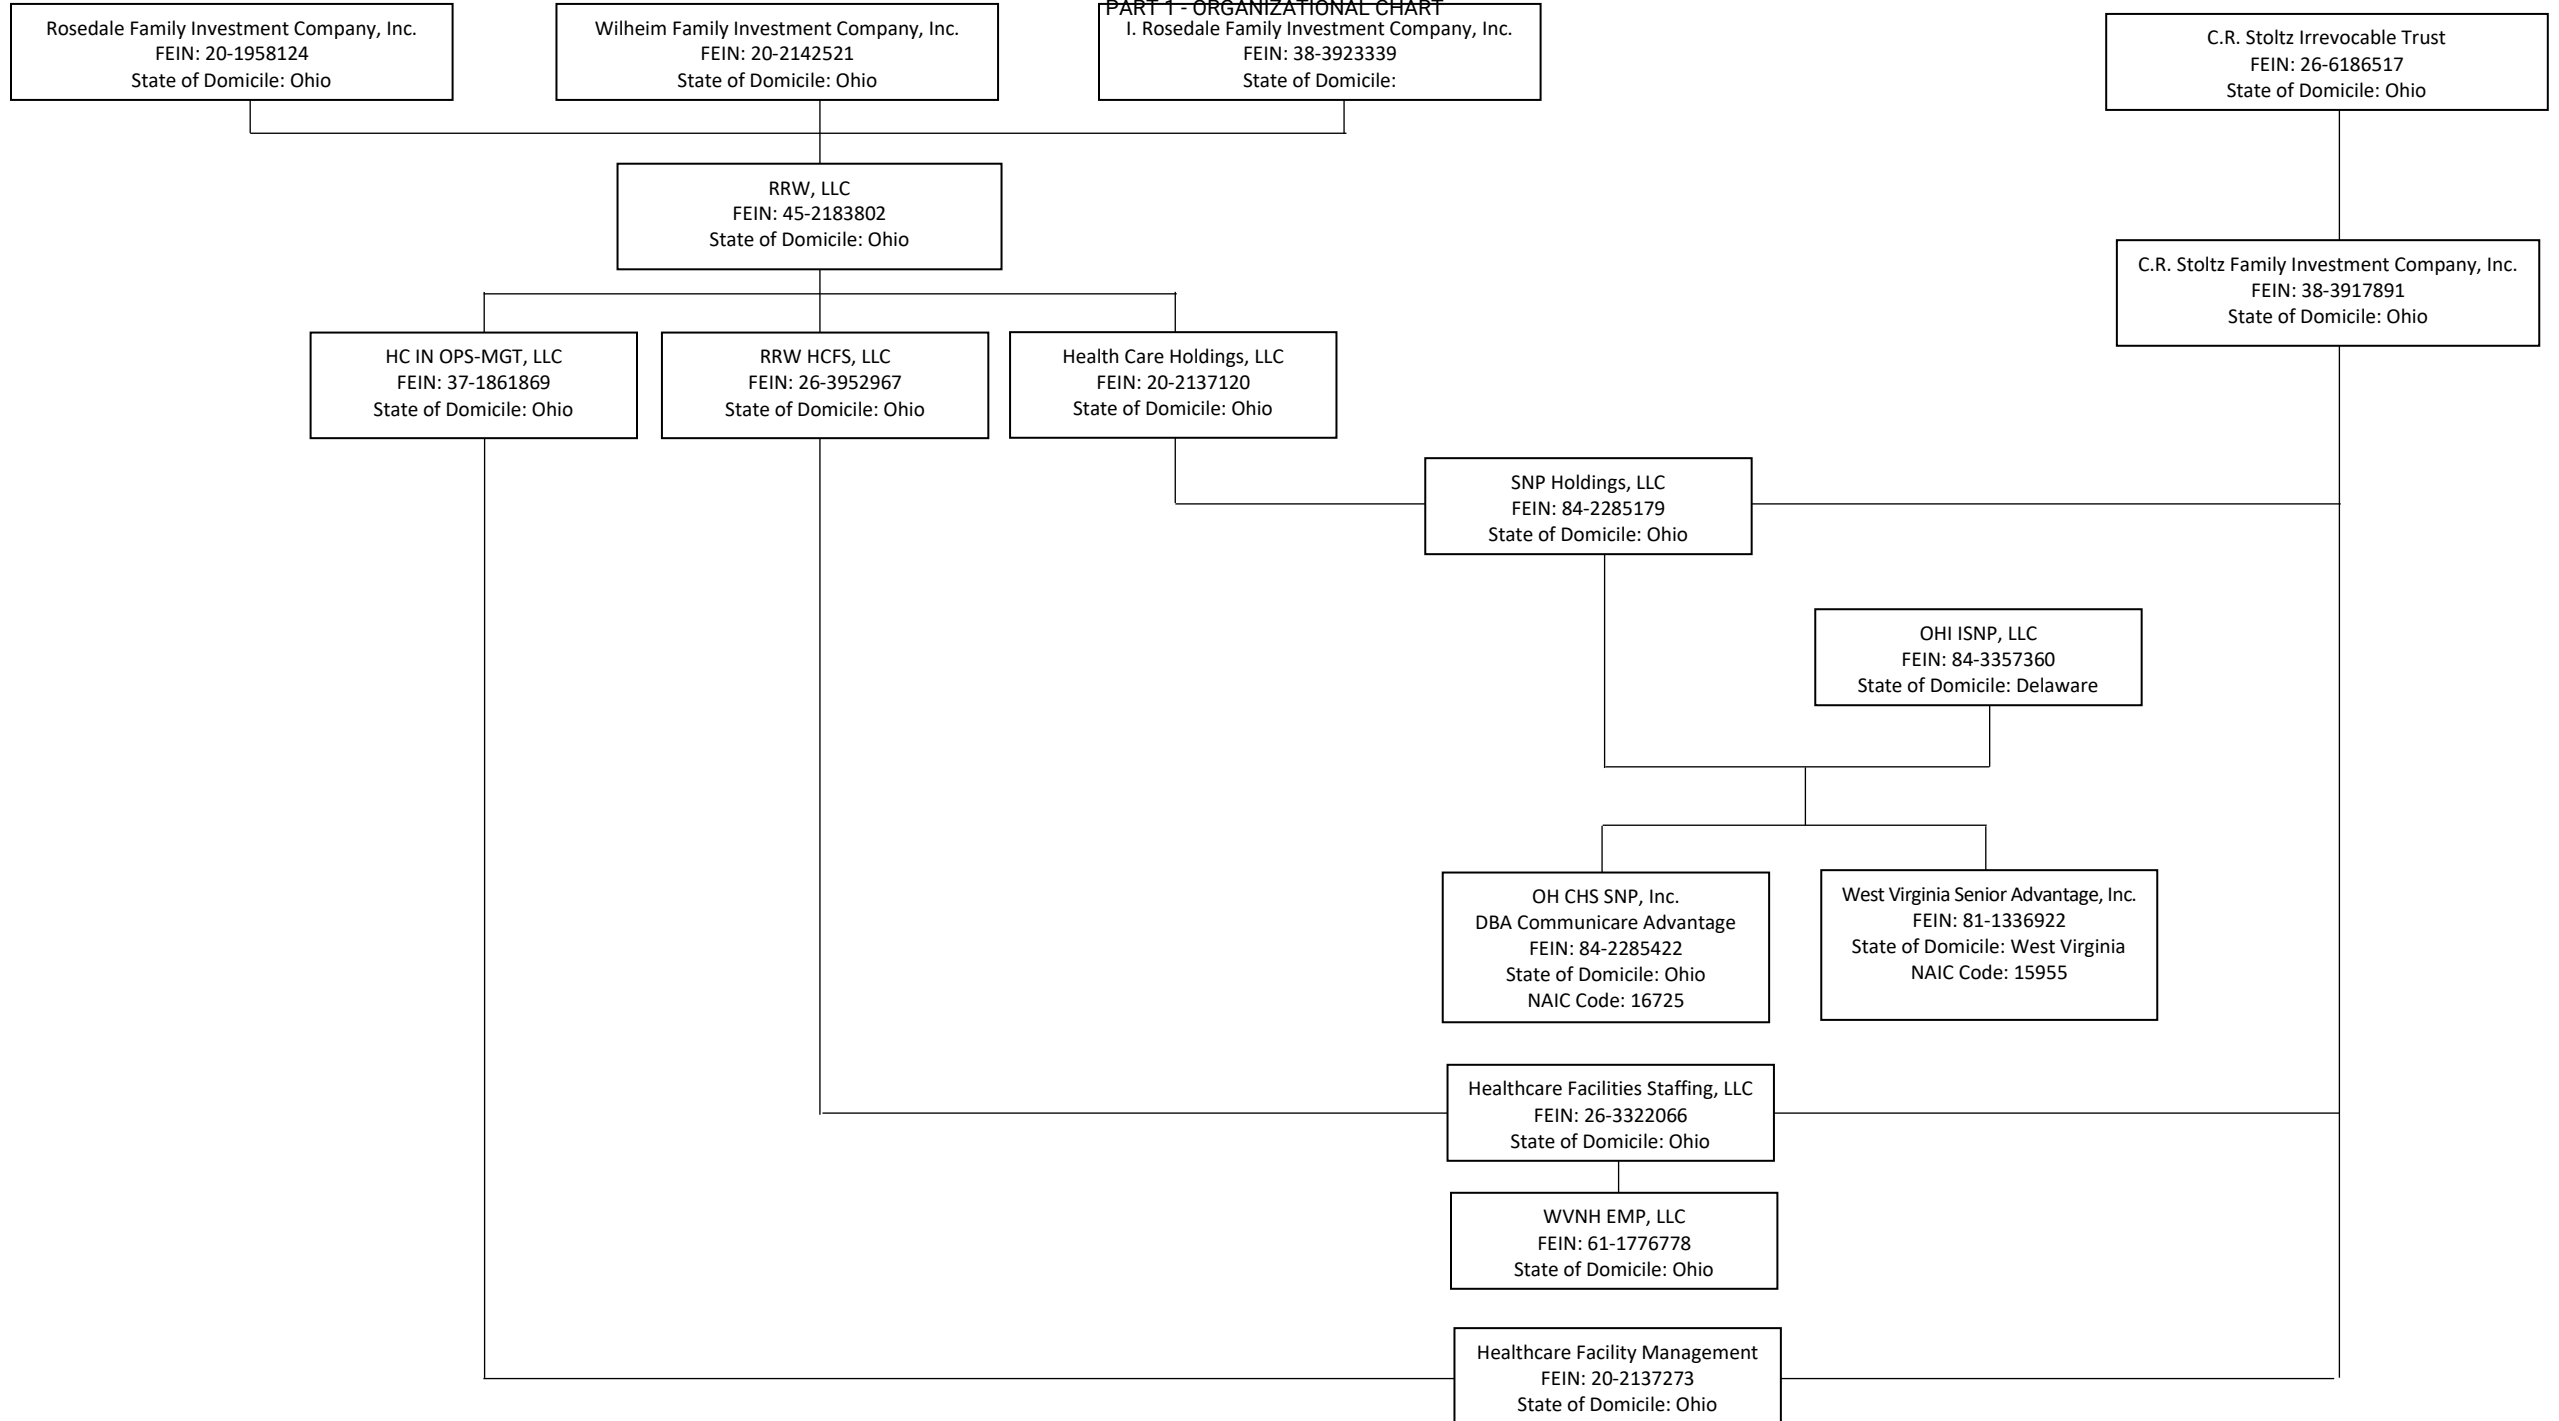 PART 1 - ORGANIZATIONAL CHART
Rosedale Family Investment Company, Inc.
FEIN: 20-1958124
State of Domicile: Ohio
Wilheim Family Investment Company, Inc.
FEIN: 20-2142521
State of Domicile: Ohio
I. Rosedale Family Investment Company, Inc.
FEIN: 38-3923339
State of Domicile:
C.R. Stoltz Irrevocable Trust
FEIN: 26-6186517
State of Domicile: Ohio
RRW, LLC
FEIN: 45-2183802
State of Domicile: Ohio
C.R. Stoltz Family Investment Company, Inc.
FEIN: 38-3917891
State of Domicile: Ohio
HC IN OPS-MGT, LLC
FEIN: 37-1861869
State of Domicile: Ohio
RRW HCFS, LLC
FEIN: 26-3952967
State of Domicile: Ohio
Health Care Holdings, LLC
FEIN: 20-2137120
State of Domicile: Ohio
SNP Holdings, LLC
FEIN: 84-2285179
State of Domicile: Ohio
OHI ISNP, LLC
FEIN: 84-3357360
State of Domicile: Delaware
OH CHS SNP, Inc.
DBA Communicare Advantage
FEIN: 84-2285422
State of Domicile: Ohio
NAIC Code: 16725
West Virginia Senior Advantage, Inc.
FEIN: 81-1336922
State of Domicile: West Virginia
NAIC Code: 15955
Healthcare Facilities Staffing, LLC
FEIN: 26-3322066
State of Domicile: Ohio
WVNH EMP, LLC
FEIN: 61-1776778
State of Domicile: Ohio
Healthcare Facility Management
FEIN: 20-2137273
State of Domicile: Ohio